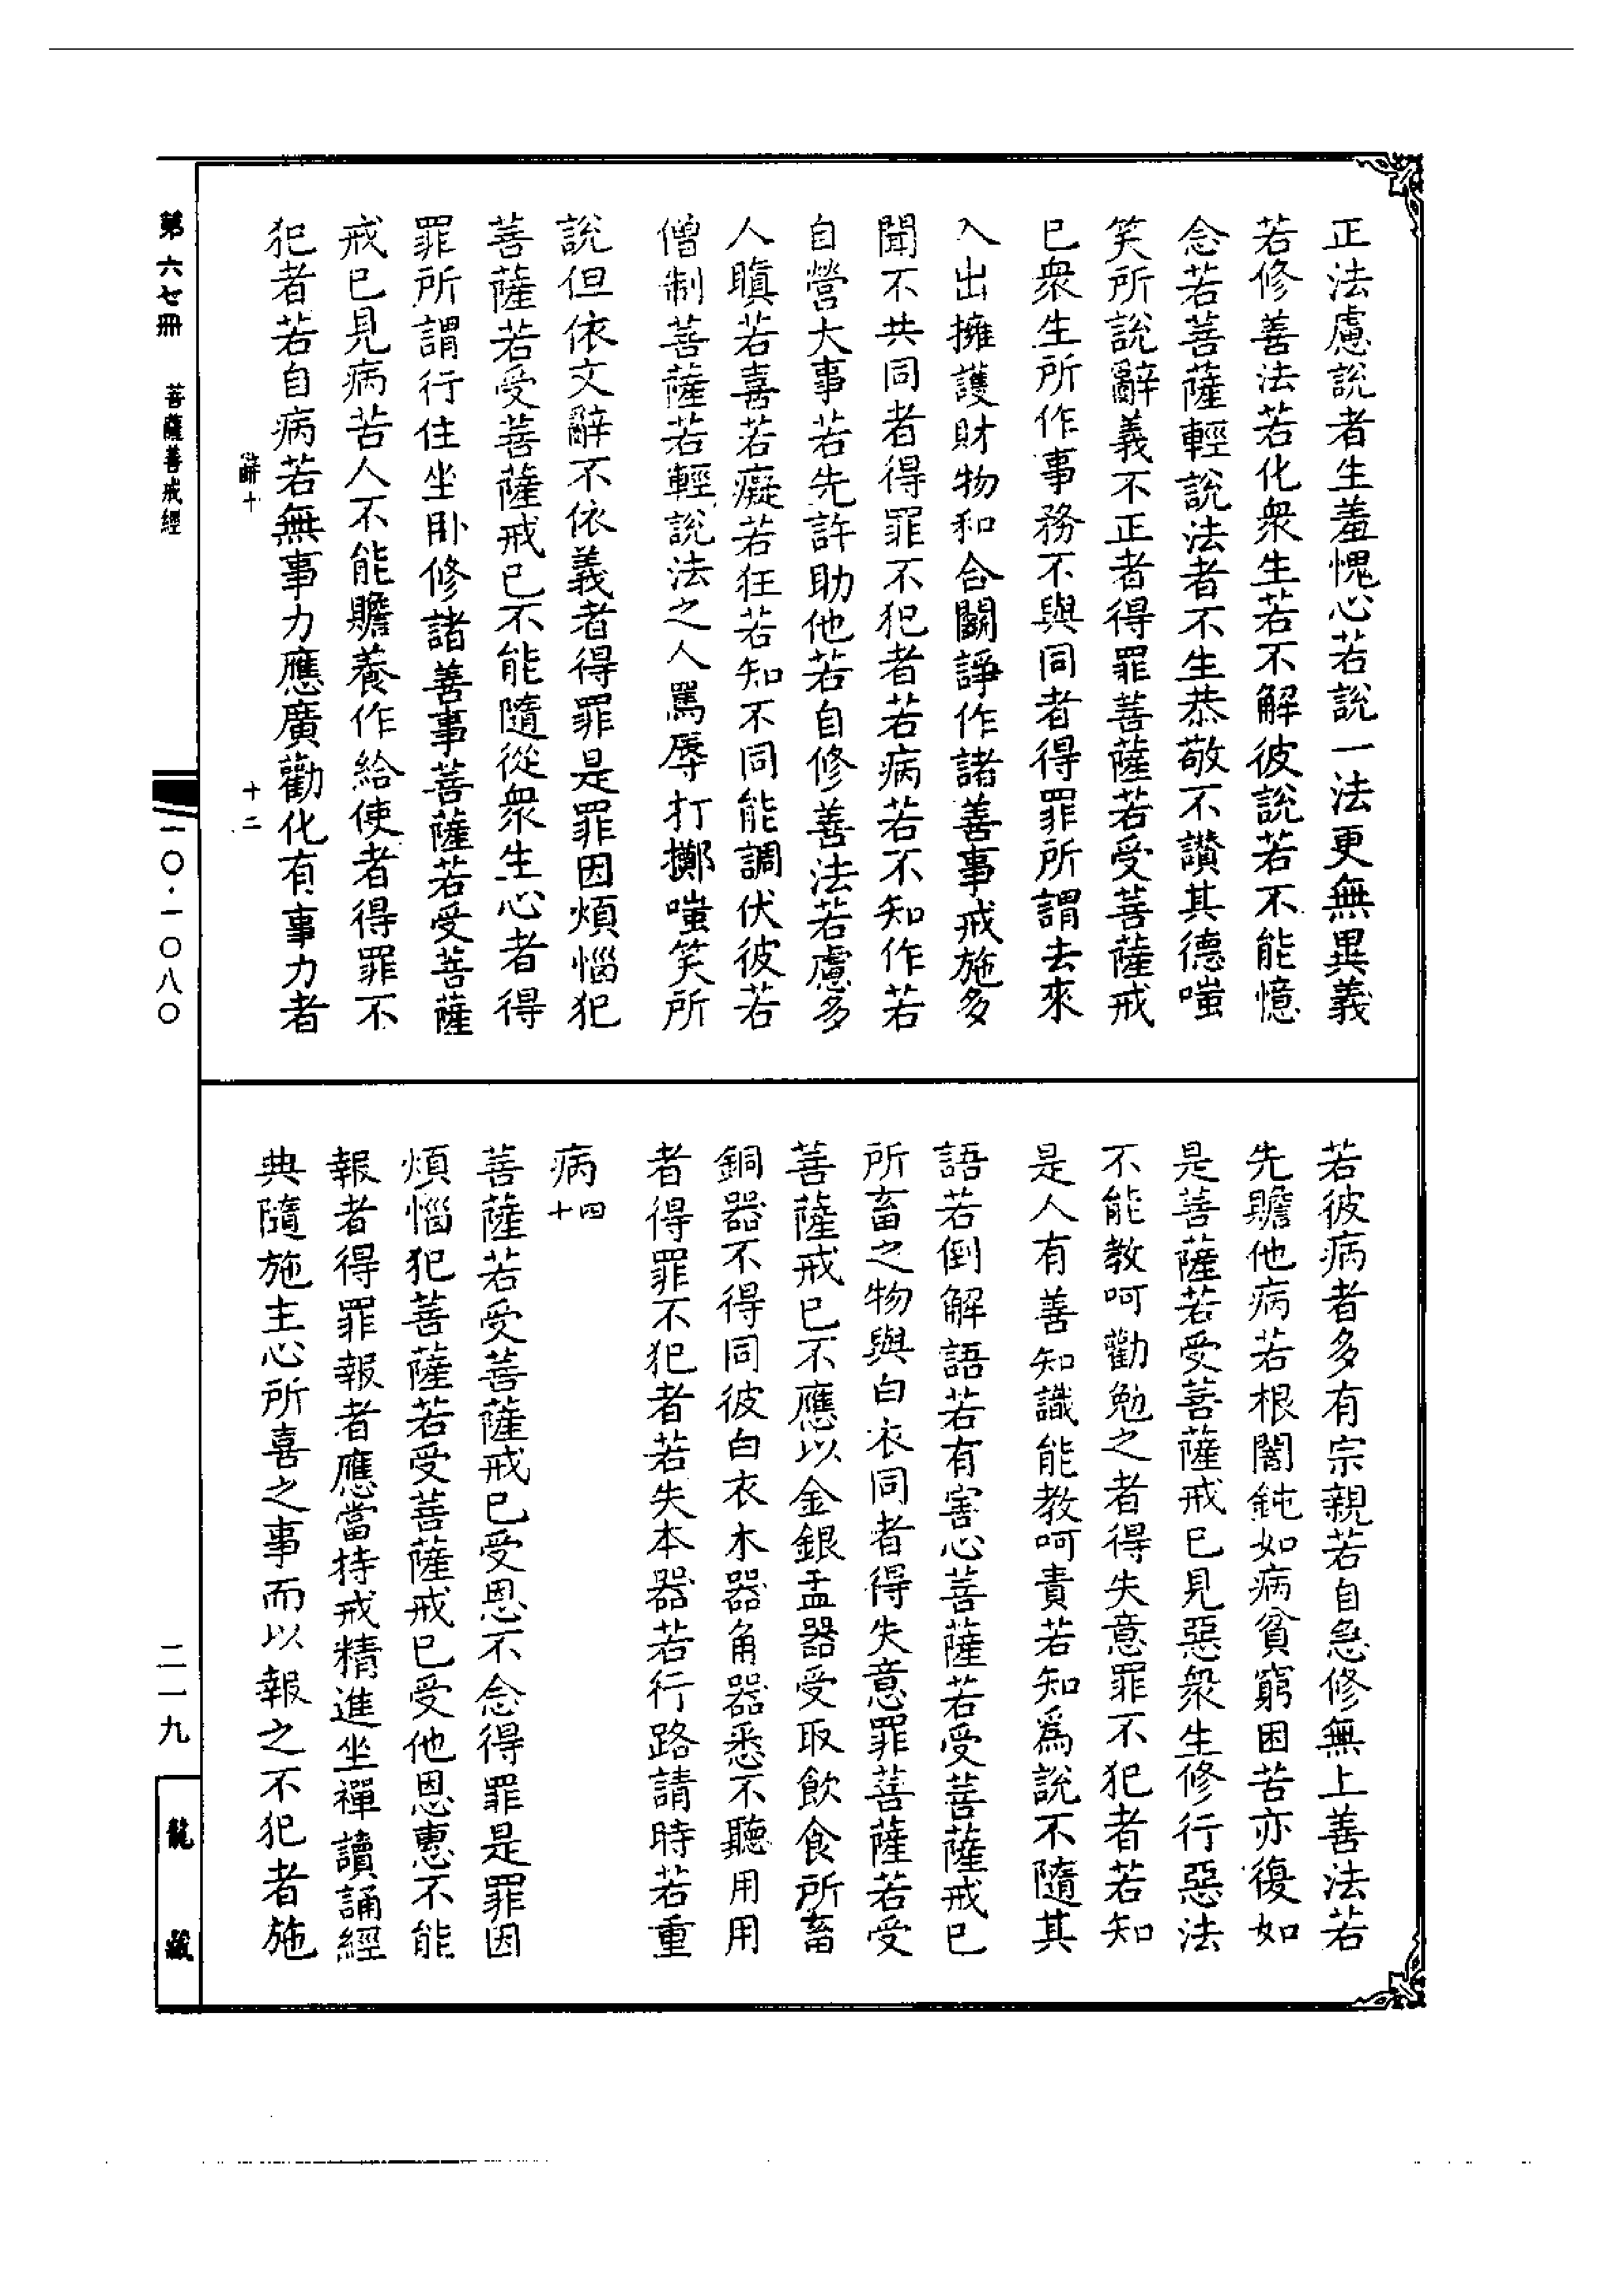 正法慮說者生羞愧心若說一法更無異義
若修善法若化衆生若不解彼說若不能憶
念若菩薩輕說法者不生恭敬不讃其德嗤
笑所說辭義不正者得罪菩薩若受菩薩戒
已衆生所作事務不與同者得罪所謂去來
入出擁護財物和合鬭諍作諸善事戒施多
聞不共同者得罪不犯者若病若不知作若
自營大事若先許助他若自修善法若慮多
人瞋若喜若癡若狂若知不同能調伏彼若
僧制菩薩若輕說法之人罵辱打擲嗤笑所
說但依文辭不依義者得罪是罪因煩惱犯
菩薩若受菩薩戒已不能隨從衆生心者得
罪所謂行住坐卧修諸善事菩薩若受菩薩
戒已見病苦人不能贍養作給使者得罪不
犯者若自病若無事力應廣勸化有事力者
十二
若彼病者多有宗親若自急修無上善法若
先贍他病若根闇鈍如病貧窮困苦亦復如
是菩薩若受菩薩戒已見惡衆生修行惡法
不能教呵勸勉之者得失意罪不犯者若知
是人有善知識能教呵責若知爲說不隨其
語若倒解語若有害心菩薩若受菩薩戒已
所畜之物與白衣同者得失意罪菩薩若受
菩薩戒已不應以金銀盂器受取飲食所畜
銅器不得同彼白衣木器角器悉不聽用用
者得罪不犯者若失本器若行路請時若重
病四十
菩薩若受菩薩戒已受恩不念得罪是罪因
煩惱犯菩薩若受菩薩戒已受他恩惠不能
報者得罪報者應當持戒精進坐禪讀誦經
典隨施主心所喜之事而以報之不犯者施
第六七冊　菩薩善戒經
一〇·一〇八〇
二一九
龍藏